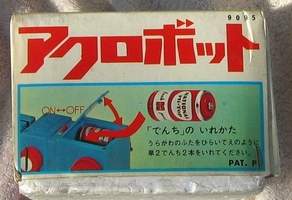 9095
アクロボット
ON↔OFF
NATIONAL
「でんち」の いれかた
うらがわのふたをひらいてえのように
単2でんち2本をいれてください。
PAT. P